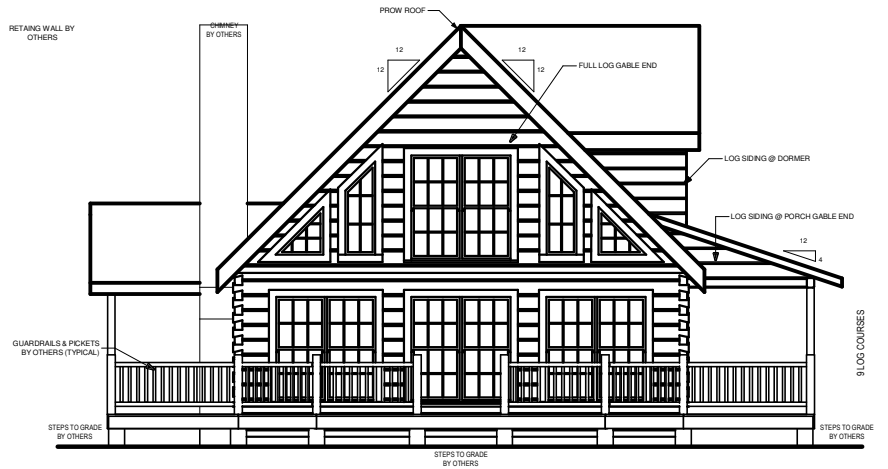 PROW ROOF
RETAING WALL BY
OTHERS
CHIMNEY
BY OTHERS
12
12
12
12
FULL LOG GABLE END
LOG SIDING @ DORMER
LOG SIDING @ PORCH GABLE END
12
4
9 LOG COURSES
GUARDRAILS & PICKETS
BY OTHERS (TYPICAL)
STEPS TO GRADE
BY OTHERS
STEPS TO GRADE
BY OTHERS
STEPS TO GRADE
BY OTHERS